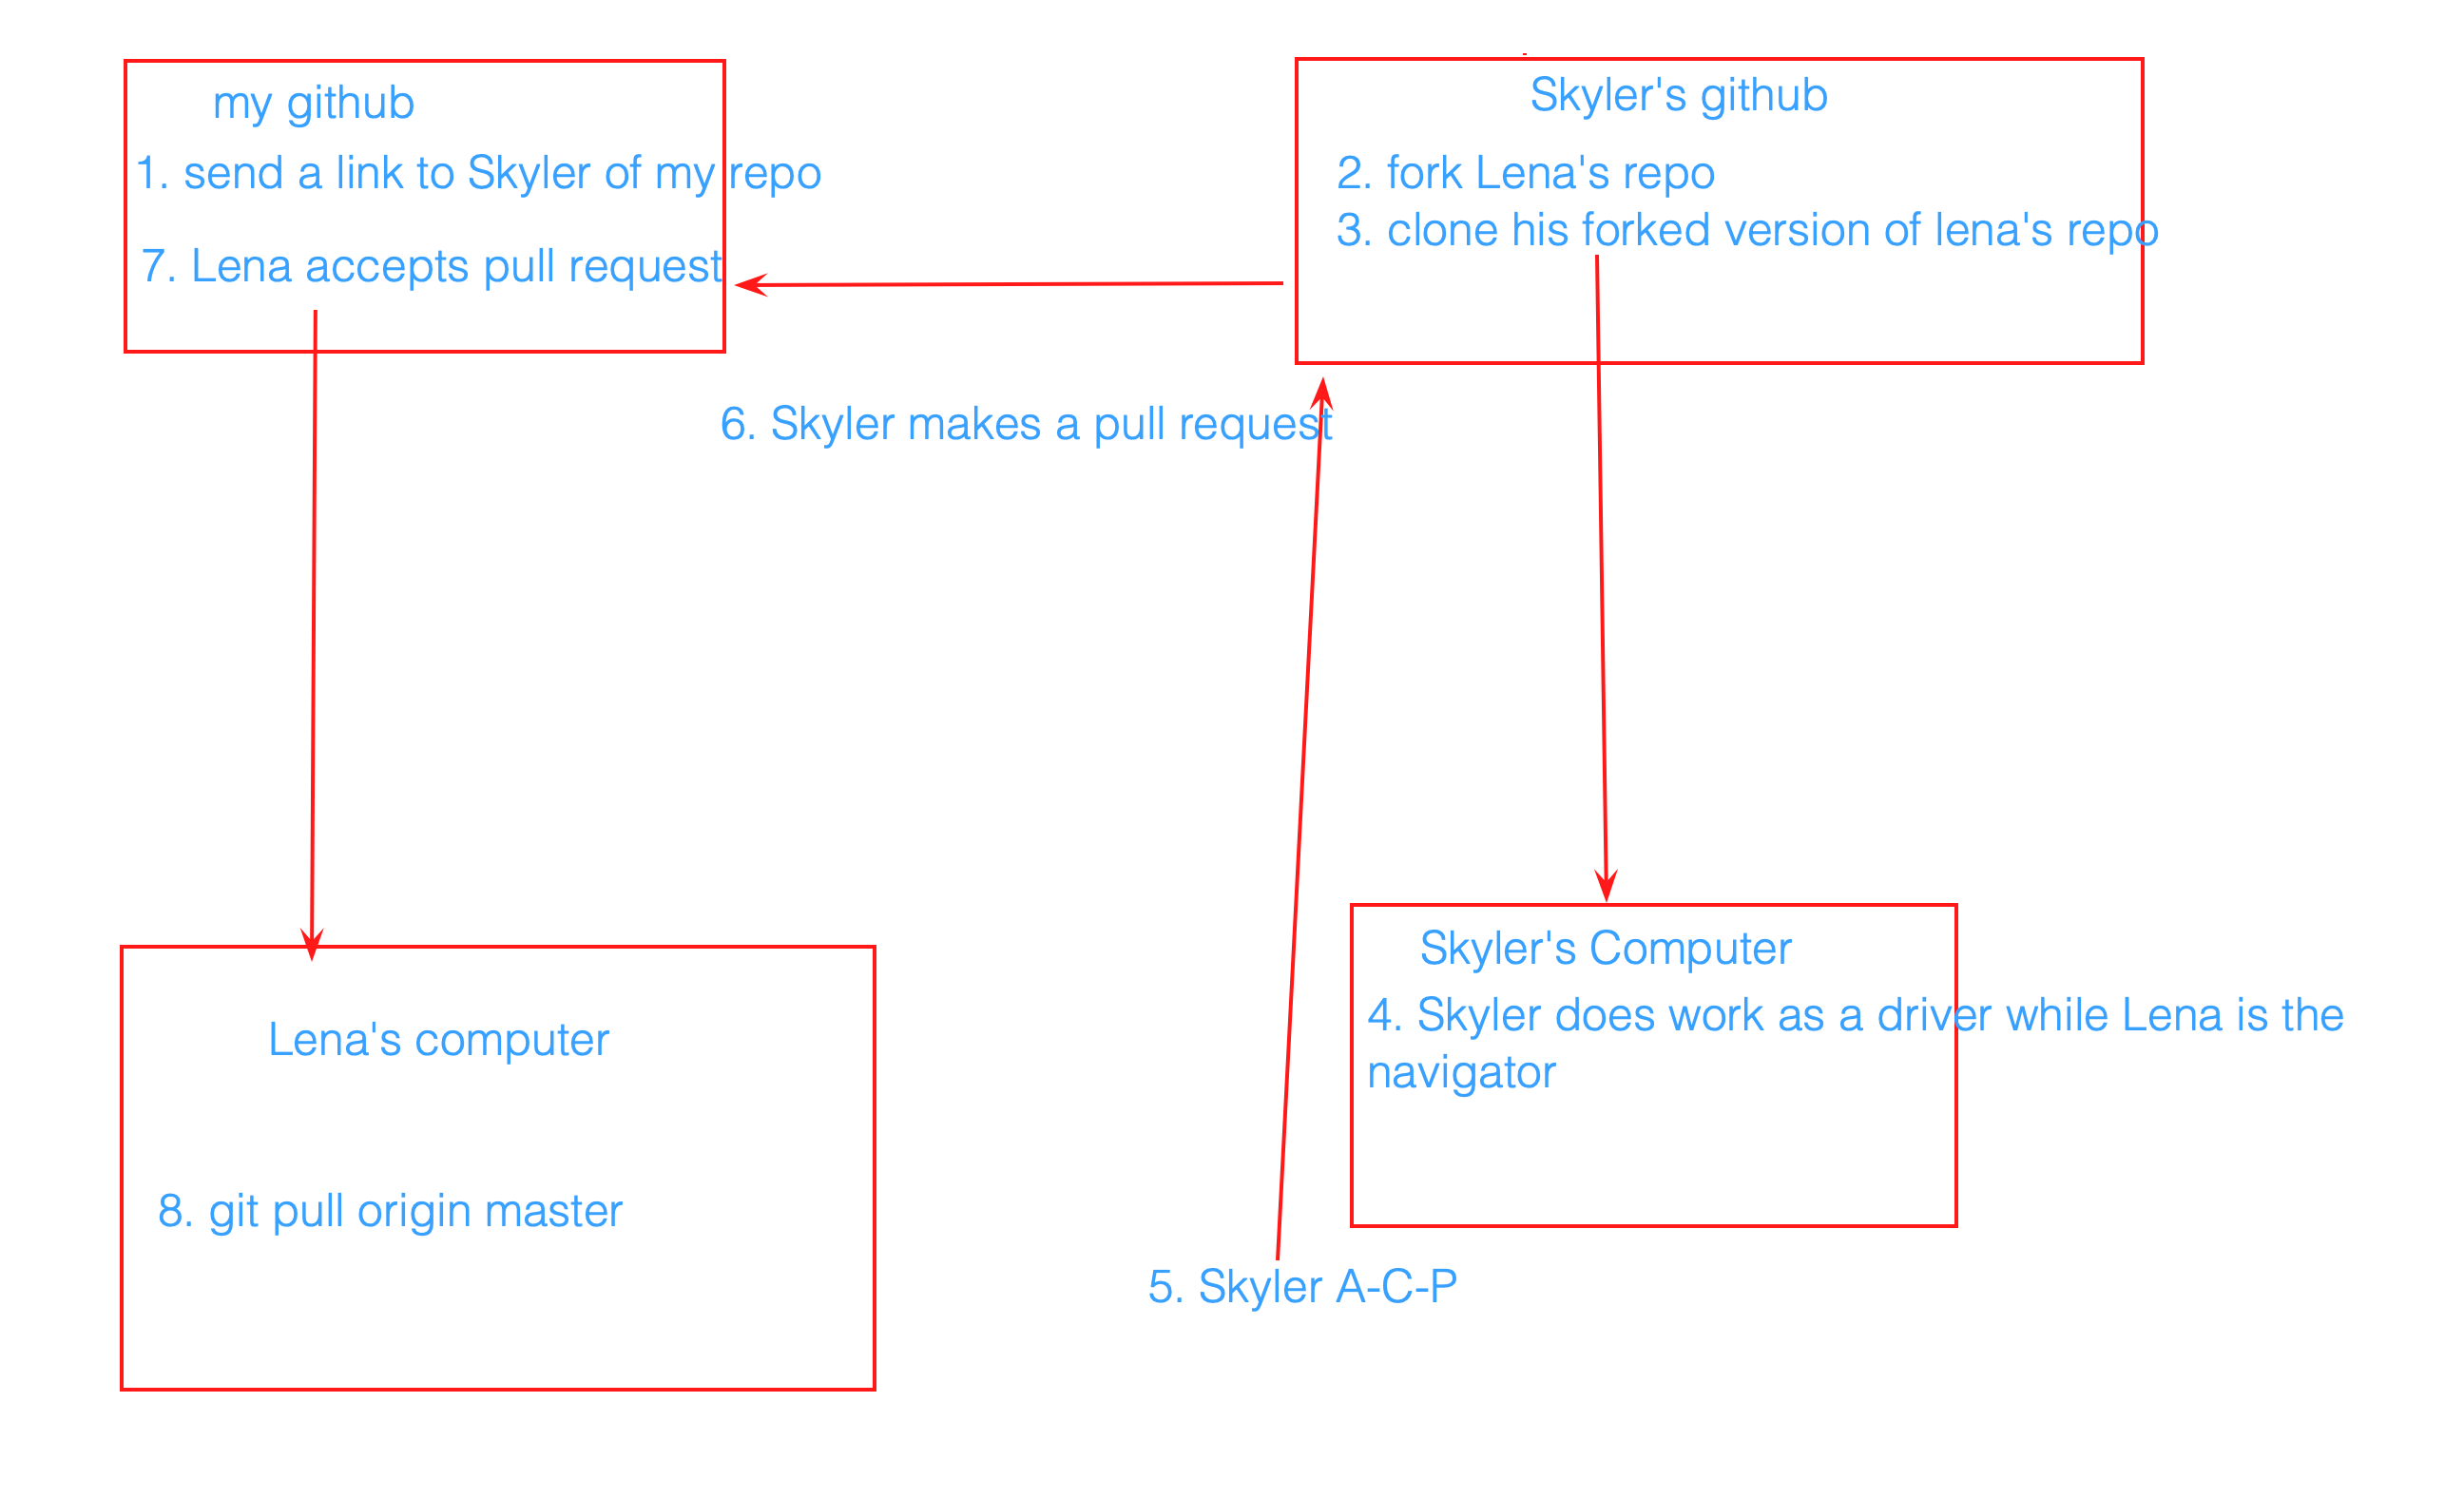 my github
1. send a link to Skyler of my repo
7. Lena accepts pull request
Skyler's github
2. fork Lena's repo
3. clone his forked version of lena's repo
6. Skyler makes a pull request
Lena's computer
8. git pull origin master
Skyler's Computer
4. Skyler does work as a driver while Lena is the
navigator
5. Skyler A-C-P